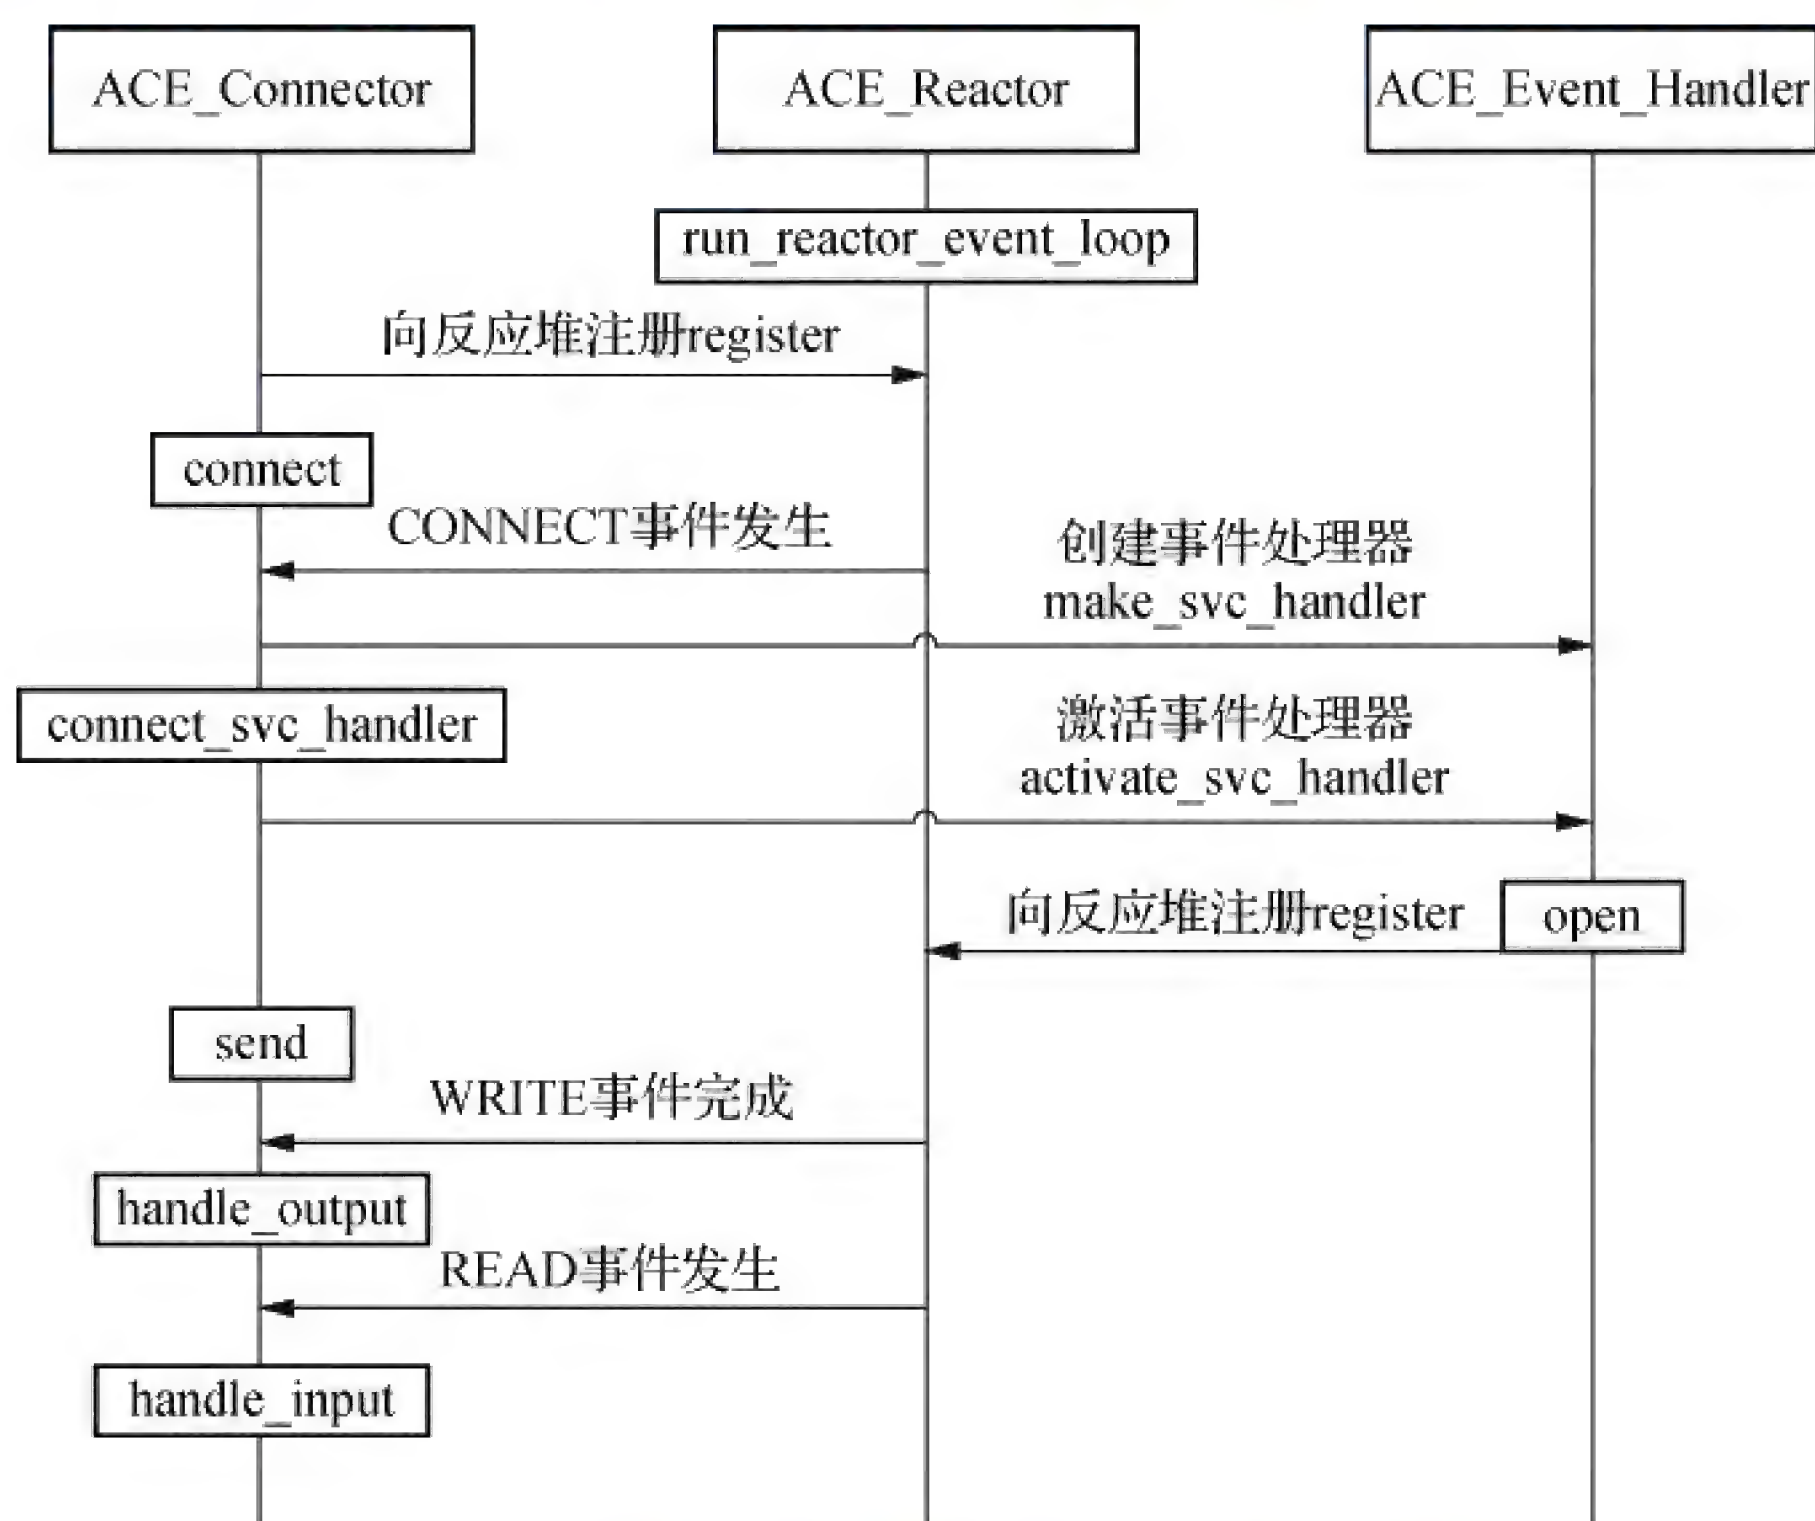 ACE_Connector
ACE_Reactor
ACE_Event_Handler
run_reactor_event_loop
向反应堆注册register
connect
CONNECT事件发生
创建事件处理器
make_svc_handler
connect_svc_handler
激活事件处理器
activate_svc_handler
向反应堆注册register
open
send
WRITE事件完成
handle_output
READ事件发生
handle_input